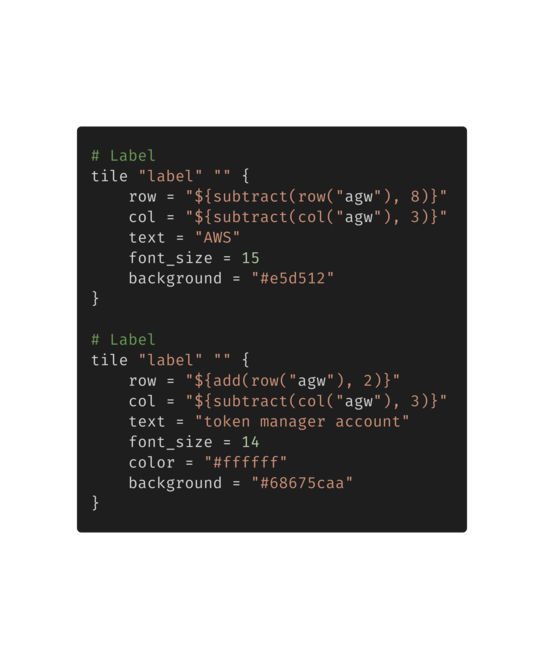 # Label
tile "label" "" {
    row = "${subtract(row("agw"), 8)}"
    col = "${subtract(col("agw"), 3)}"
    text = "AWS"
    font_size = 15
    background = "#e5d512"
}

# Label
tile "label" "" {
    row = "${add(row("agw"), 2)}"
    col = "${subtract(col("agw"), 3)}"
    text = "token manager account"
    font_size = 14
    color = "#ffffff"
    background = "#68675caa"
}